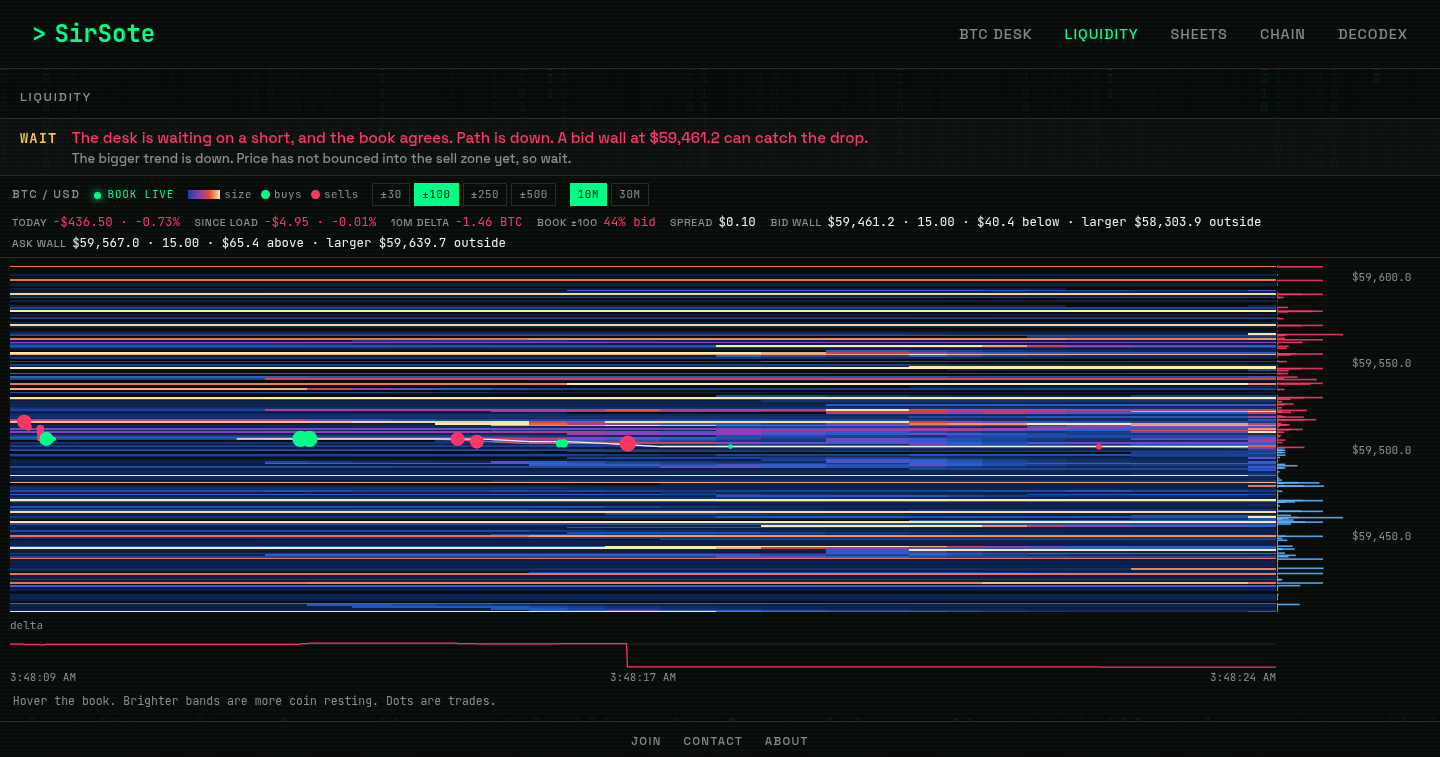 > SirSote
BTC DESK LIQUIDITY SHEETS CHAIN DECODEX
LIQUIDITY
WAIT The desk is waiting on a short, and the book agrees. Path is down. A bid wall at $59,461.2 can catch the drop.
The bigger trend is down. Price has not bounced into the sell zone yet, so wait.
BTC / USD BOOK LIVE size buys sells ±30 ±100 ±250 ±500 10M 30M
TODAY -$436.50 · -0.73% SINCE LOAD -$4.95 · -0.01% 10M DELTA -1.46 BTC BOOK ±100 44% bid SPREAD $0.10 BID WALL $59,461.2 · 15.00 · $40.4 below · larger $58,303.9 outside
ASK WALL $59,567.0 · 15.00 · $65.4 above · larger $59,639.7 outside
$59,600.0
$59,550.0
$59,500.0
$59,450.0
delta
3:48:09 AM 3:48:17 AM 3:48:24 AM
Hover the book. Brighter bands are more coin resting. Dots are trades.
JOIN CONTACT ABOUT